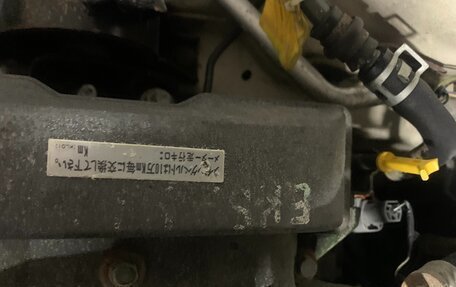 タイミングベルトは10万Km毎に交換して下さい。
メーター走行キロ：
Km